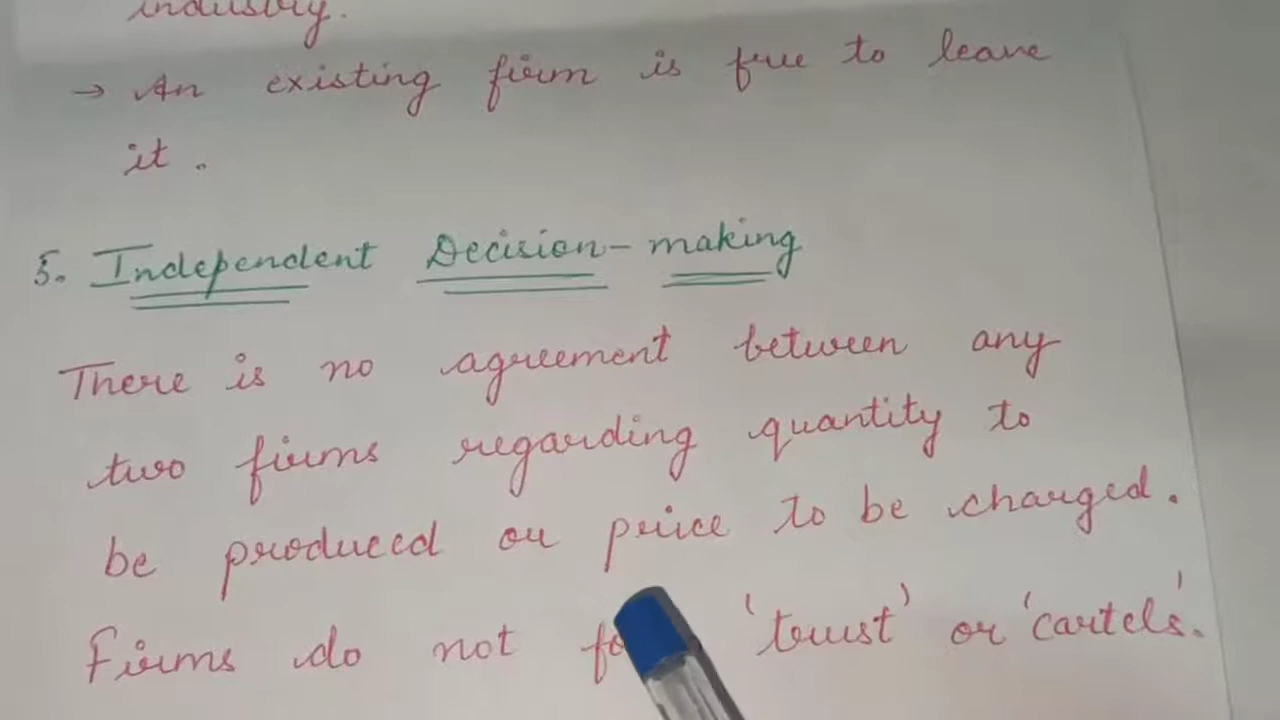 industry.
→ An existing firm is free to leave
it.
5. Independent Decision-making
There is no agreement between any
two firms regarding quantity to
be produced or price to be charged.
Firms do not 'trust' or 'cartels'.